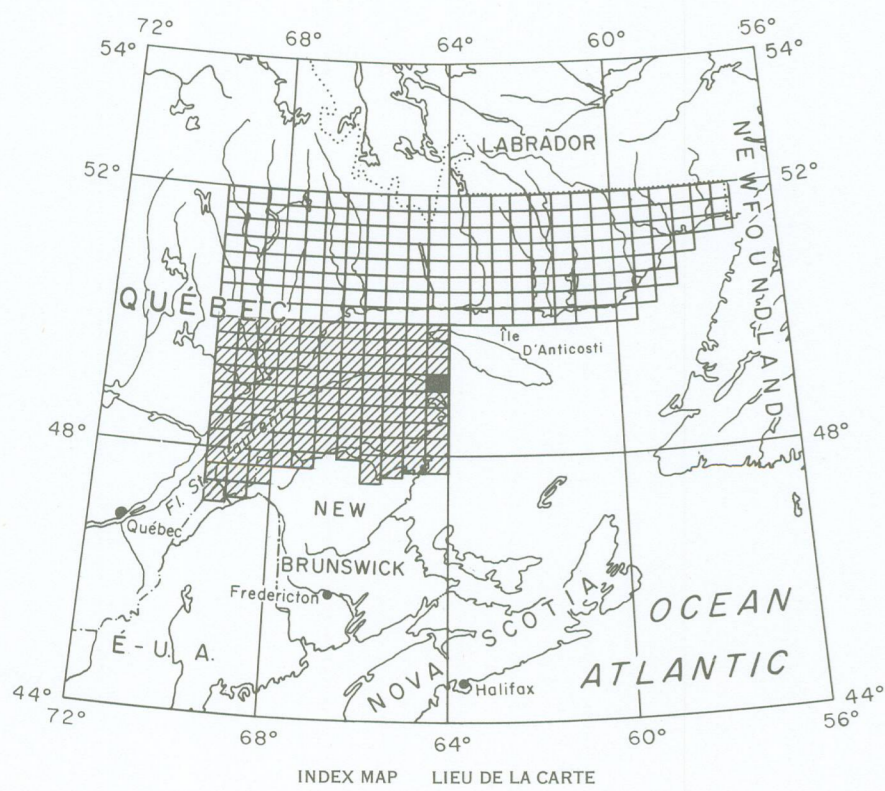 72°
68°
64°
60°
56°
54°
54°
LABRADOR
NEWFOUNDLAND
52°
52°
QUÉBEC
Île
D'Anticosti
Fl. St. Laurent
48°
48°
Québec
NEW
BRUNSWICK
Fredericton
NOVA SCOTIA
OCEAN
ATLANTIC
É-U.A.
Halifax
44°
44°
72°
68°
64°
60°
56°
INDEX MAP LIEU DE LA CARTE